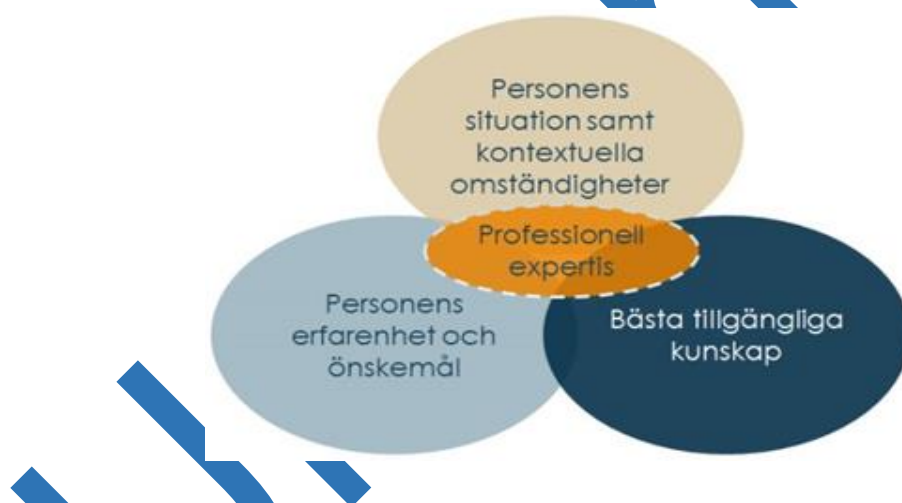 Personens
situation samt
kontextuella
omständigheter
Professionell
expertis
Personens
erfarenhet och
önskemål
Bästa tillgängliga
kunskap